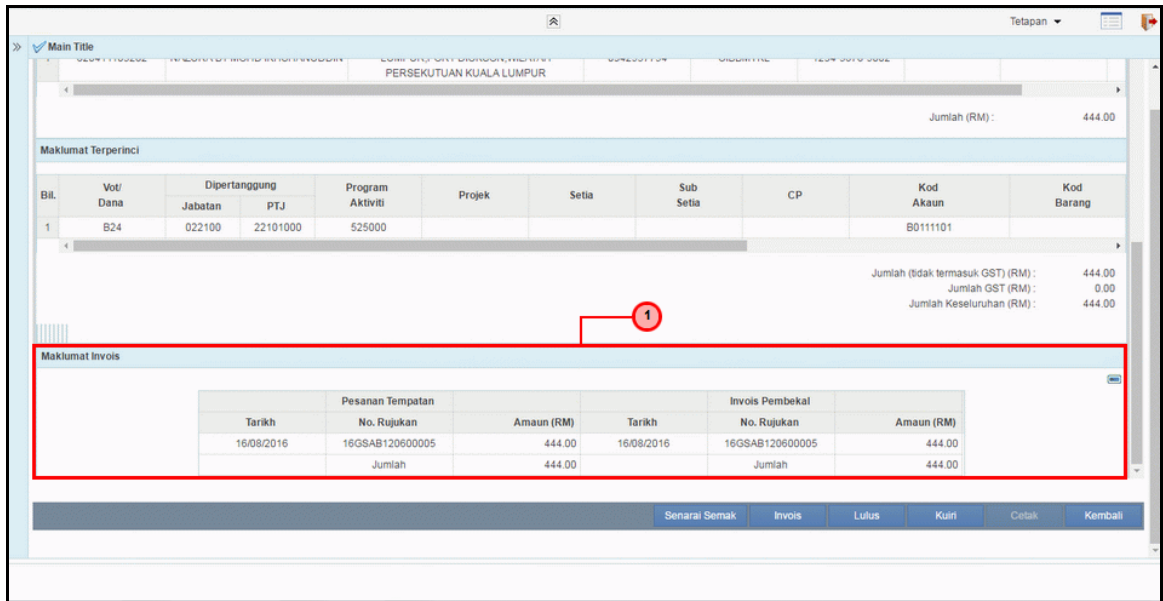 Tetapan
Main Title
PERSEKUTUAN KUALA LUMPUR
Jumlah (RM) : 444.00
Maklumat Terperinci
Bil. Vot/ Dana Dipertanggung Program Aktiviti Projek Setia Sub Setia CP Kod Akaun Kod Barang
Jabatan PTJ
1 B24 022100 22101000 525000 B0111101
Jumlah (tidak termasuk GST) (RM) : 444.00
Jumlah GST (RM) : 0.00
Jumlah Keseluruhan (RM) : 444.00
1
Maklumat Invois
Pesanan Tempatan Invois Pembekal
Tarikh No. Rujukan Amaun (RM) Tarikh No. Rujukan Amaun (RM)
16/08/2016 16GSAB120600005 444.00 16/08/2016 16GSAB120600005 444.00
Jumlah 444.00 Jumlah 444.00
Senarai Semak Invois Lulus Kuiri Cetak Kembali